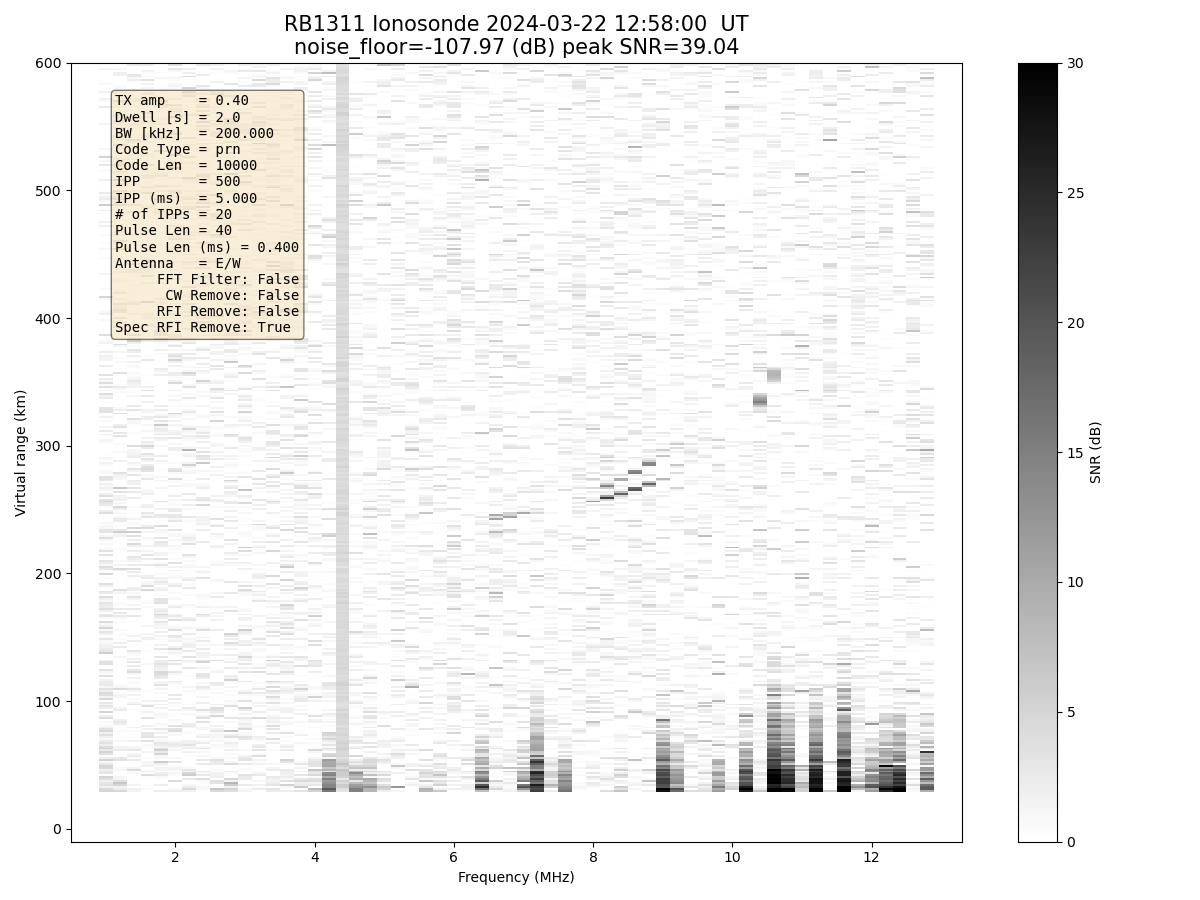 RB1311 Ionosonde 2024-03-22 12:58:00  UT
noise_floor=-107.97 (dB) peak SNR=39.04
TX amp    = 0.40
Dwell [s] = 2.0
BW [kHz]  = 200.000
Code Type = prn
Code Len  = 10000
IPP       = 500
IPP (ms)  = 5.000
# of IPPs = 20
Pulse Len = 40
Pulse Len (ms) = 0.400
Antenna   = E/W
FFT Filter: False
CW Remove: False
RFI Remove: False
Spec RFI Remove: True
600
500
400
300
200
100
0
Virtual range (km)
2 4 6 8 10 12
Frequency (MHz)
30
25
20
15
10
5
0
SNR (dB)